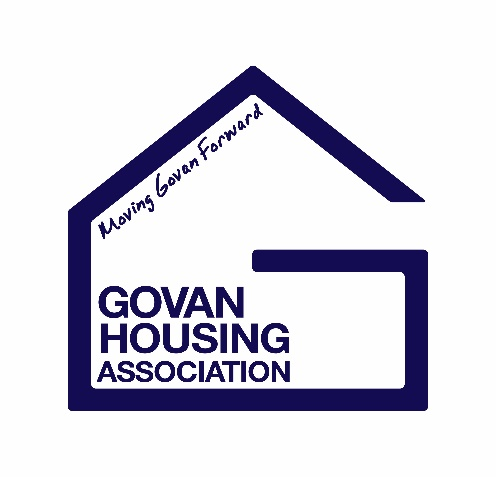 Moving Govan Forward
GOVAN
HOUSING
ASSOCIATION